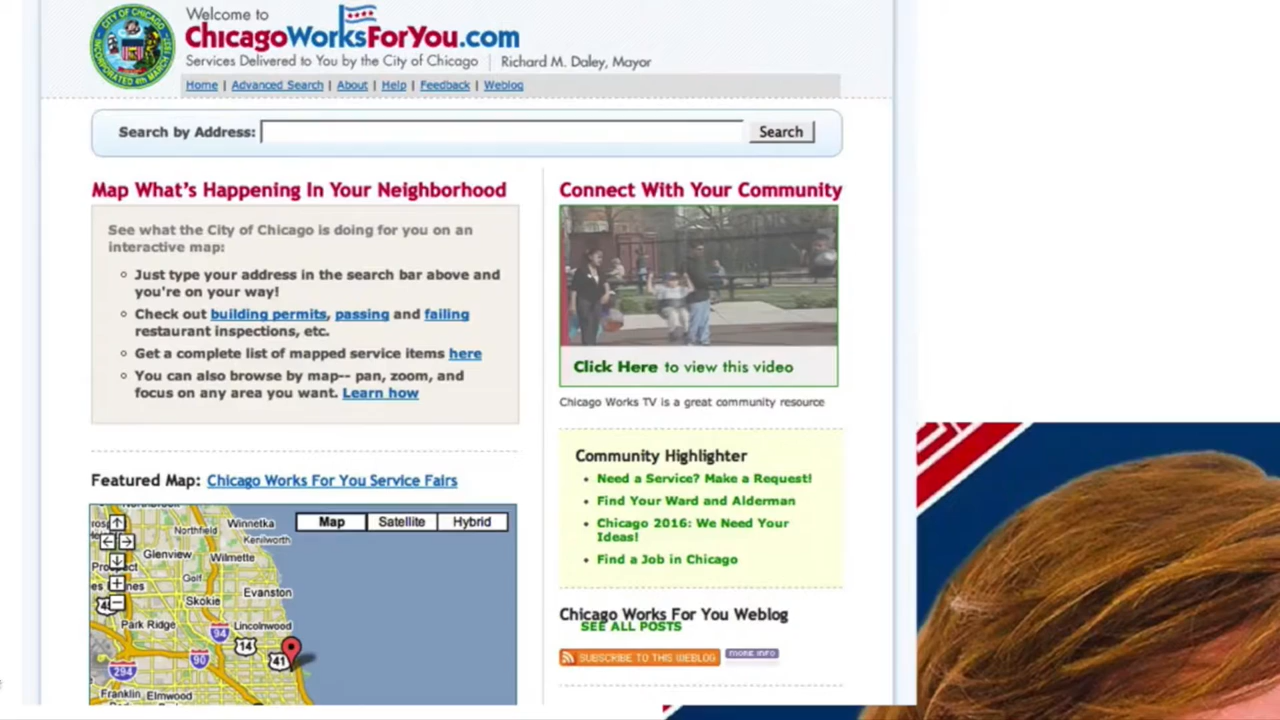 Welcome to
ChicagoWorksForYou.com
Services Delivered to You by the City of Chicago | Richard M. Daley, Mayor
Home | Advanced Search | About | Help | Feedback | Weblog
Search by Address: Search
Map What's Happening In Your Neighborhood
See what the City of Chicago is doing for you on an
interactive map:
Just type your address in the search bar above and
you're on your way!
Check out building permits, passing and failing
restaurant inspections, etc.
Get a complete list of mapped service items here
You can also browse by map-- pan, zoom, and
focus on any area you want. Learn how
Featured Map: Chicago Works For You Service Fairs
Map Satellite Hybrid
Winnetka
Northfield
Kenilworth
Glenview Wilmette
Golf
Skokie
Evanston
Park Ridge
Lincolnwood
94
14
41
90
294
Franklin Elmwood
Connect With Your Community
Click Here to view this video
Chicago Works TV is a great community resource
Community Highlighter
• Need a Service? Make a Request!
• Find Your Ward and Alderman
• Chicago 2016: We Need Your
Ideas!
• Find a Job in Chicago
Chicago Works For You Weblog
SEE ALL POSTS
SUBSCRIBE TO THIS WEBLOG MORE INFO